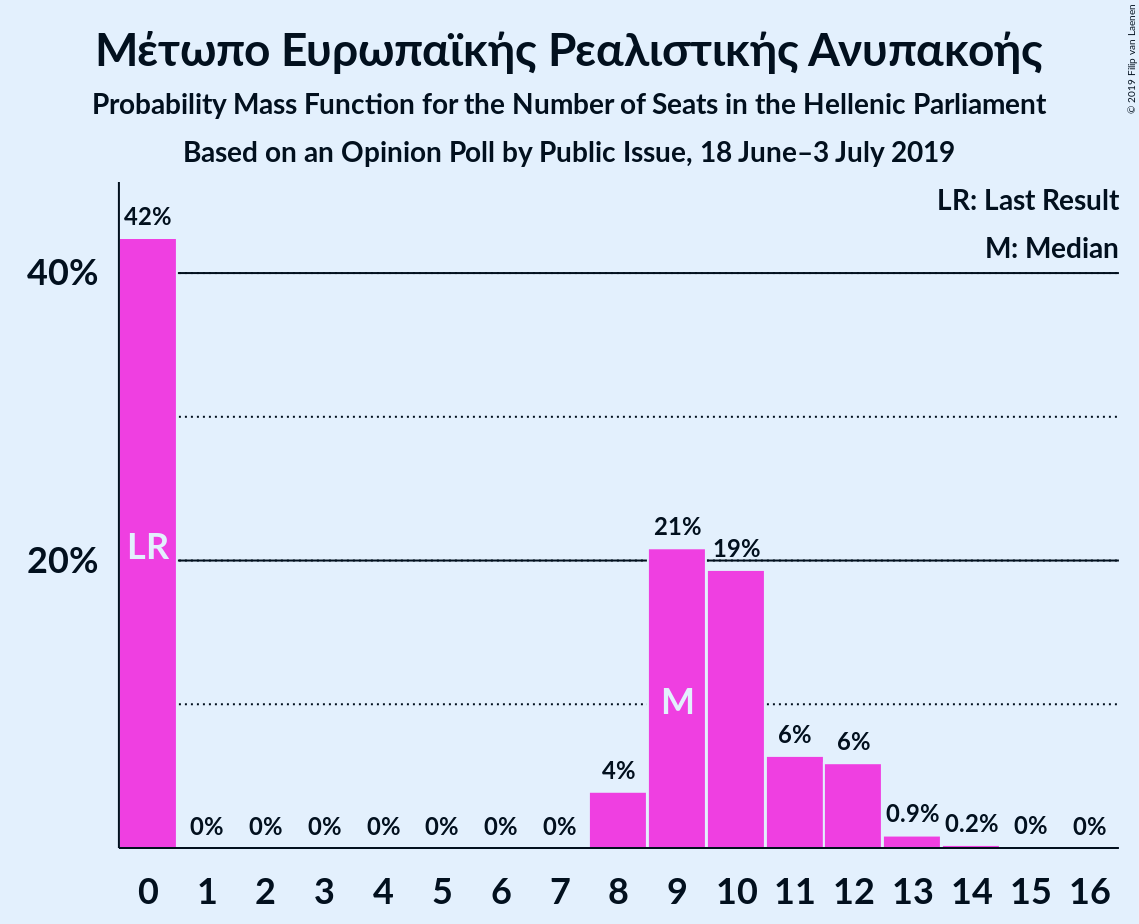 Μέτωπο Ευρωπαϊκής Ρεαλιστικής Ανυπακοής
Probability Mass Function for the Number of Seats in the Hellenic Parliament
Based on an Opinion Poll by Public Issue, 18 June–3 July 2019
© 2019 Filip van Laenen
LR: Last Result
M: Median
42%
40%
LR
21%
19%
20%
M
6%
6%
4%
0% 0% 0% 0% 0% 0% 0% 0.9% 0.2% 0% 0%
0 1 2 3 4 5 6 7 8 9 10 11 12 13 14 15 16